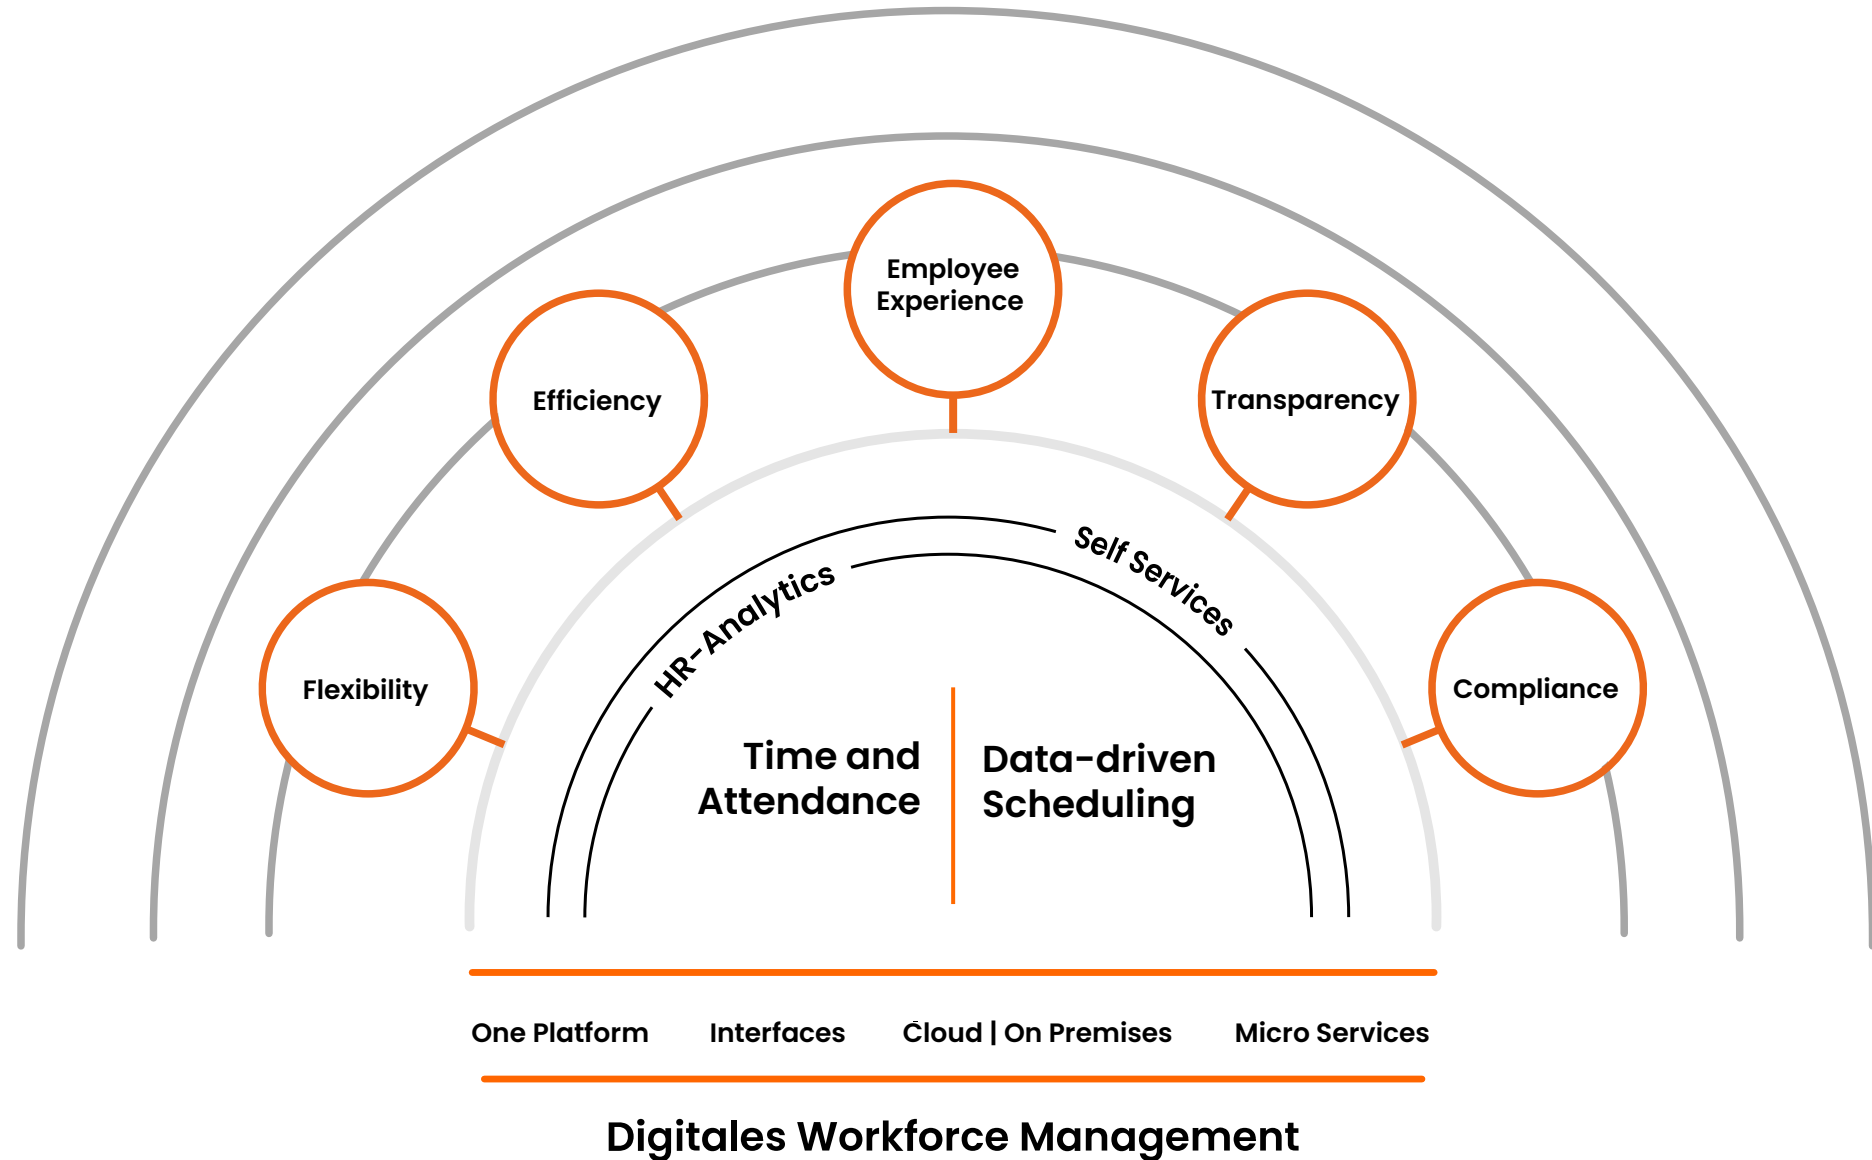 Employee
Experience
Efficiency
Transparency
Flexibility
Compliance
HR-Analytics
Self Services
Time and
Attendance
Data-driven
Scheduling
One Platform
Interfaces
Cloud | On Premises
Micro Services
Digitales Workforce Management